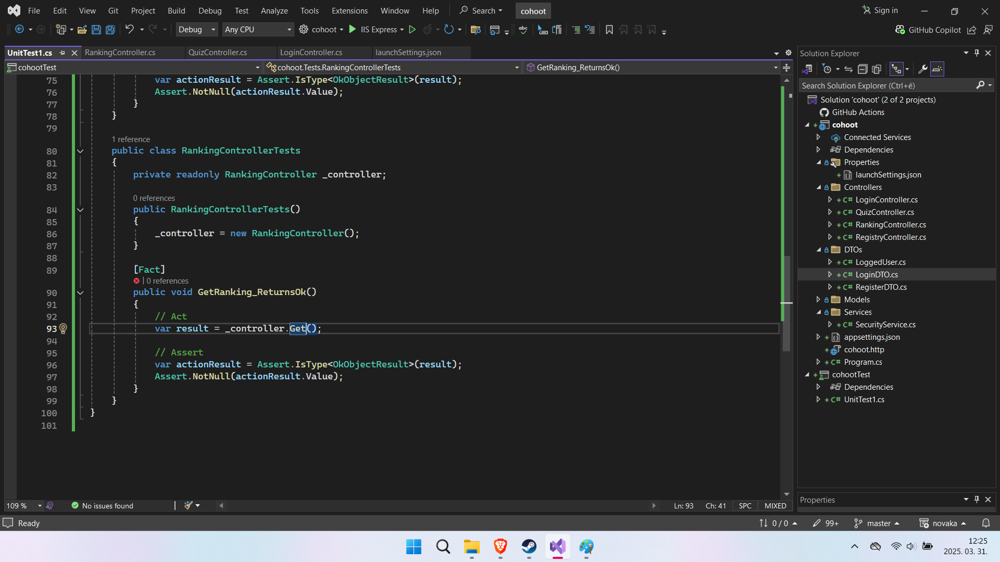 File Edit View Git Project Build Debug Test Analyze Tools Extensions Window Help Search cohoot Sign in
Debug Any CPU cohoot IIS Express abc GitHub Copilot
UnitTest1.cs RankingController.cs QuizController.cs LoginController.cs launchSettings.json
cohootTest cohoot.Tests.RankingControllerTests GetRanking_ReturnsOk()
75 var actionResult = Assert.IsType<OkObjectResult>(result);
76 Assert.NotNull(actionResult.Value);
77 }
78 }
79
1 reference
80 public class RankingControllerTests
81 {
82 private readonly RankingController _controller;
83
0 references
84 public RankingControllerTests()
85 {
86 _controller = new RankingController();
87 }
88
89 [Fact]
| 0 references
90 public void GetRanking_ReturnsOk()
91 {
92 // Act
93 var result = _controller.Get();
94
95 // Assert
96 var actionResult = Assert.IsType<OkObjectResult>(result);
97 Assert.NotNull(actionResult.Value);
98 }
99 }
100 }
101
109 % No issues found Ln: 93 Ch: 41 SPC MIXED
Solution Explorer
Search Solution Explorer (Ctrl+é)
Solution 'cohoot' (2 of 2 projects)
GitHub Actions
cohoot
Connected Services
Dependencies
Properties
launchSettings.json
Controllers
C# LoginController.cs
C# QuizController.cs
C# RankingController.cs
C# RegistryController.cs
DTOs
C# LoggedUser.cs
C# LoginDTO.cs
C# RegisterDTO.cs
Models
Services
C# SecurityService.cs
appsettings.json
cohoot.http
C# Program.cs
cohootTest
Dependencies
C# UnitTest1.cs
Properties
Ready 0 / 0 99+ master novaka
12:25
2025. 03. 31.